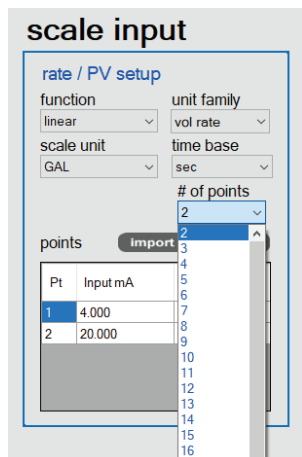 scale input
rate / PV setup
function unit family
linear vol rate
scale unit time base
GAL sec
# of points
2
points import
2
3
4
5
6
7
8
9
10
11
12
13
14
15
16
Pt Input mA
1 4.000
2 20.000